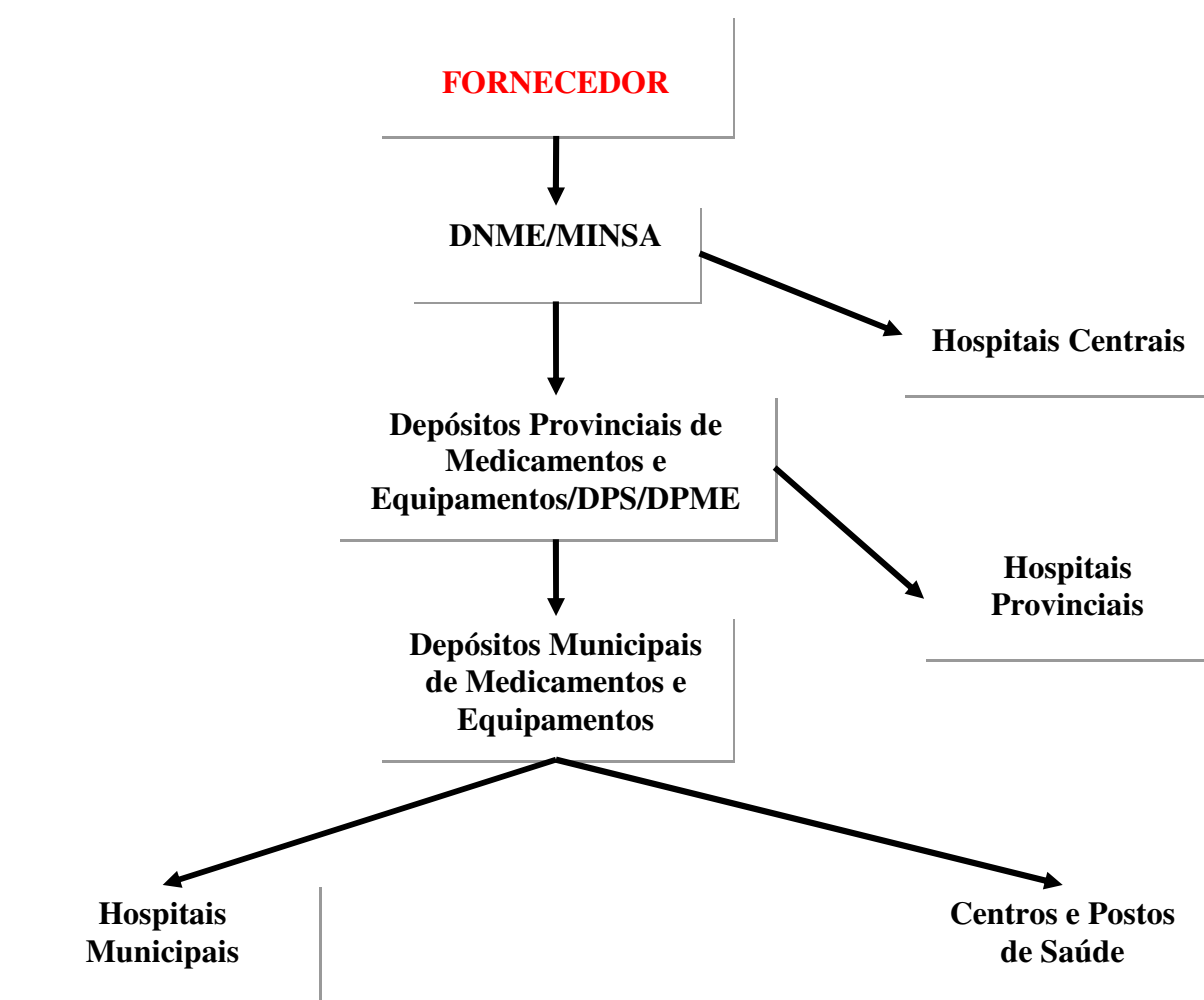 FORNECEDOR
DNME/MINSA
Hospitais Centrais
Depósitos Provinciais de
Medicamentos e
Equipamentos/DPS/DPME
Hospitais
Provinciais
Depósitos Municipais
de Medicamentos e
Equipamentos
Hospitais
Municipais
Centros e Postos
de Saúde